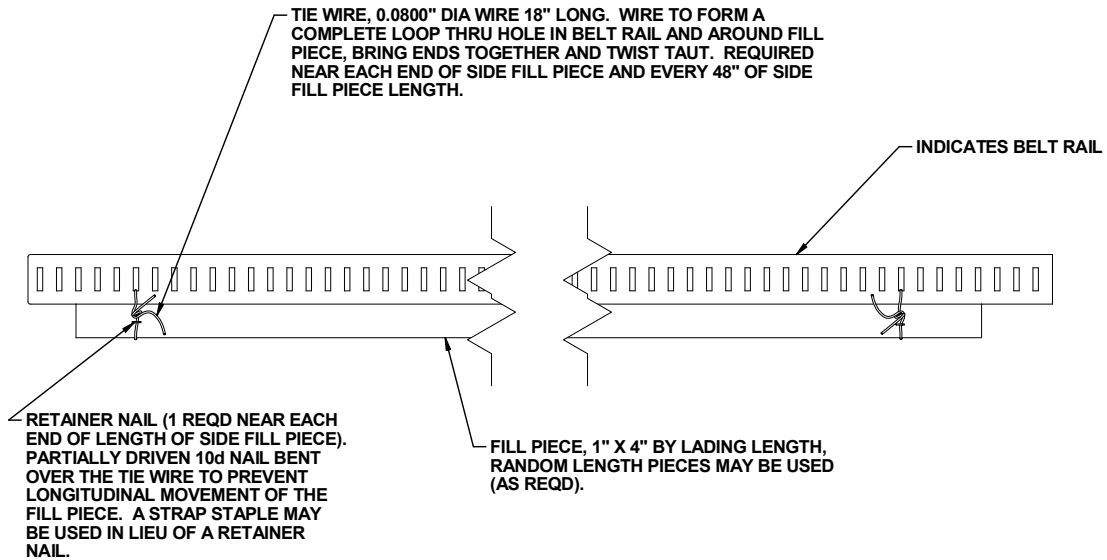 TIE WIRE, 0.0800" DIA WIRE 18" LONG. WIRE TO FORM A
COMPLETE LOOP THRU HOLE IN BELT RAIL AND AROUND FILL
PIECE, BRING ENDS TOGETHER AND TWIST TAUT. REQUIRED
NEAR EACH END OF SIDE FILL PIECE AND EVERY 48" OF SIDE
FILL PIECE LENGTH.
INDICATES BELT RAIL
RETAINER NAIL (1 REQD NEAR EACH
END OF LENGTH OF SIDE FILL PIECE).
PARTIALLY DRIVEN 10d NAIL BENT
OVER THE TIE WIRE TO PREVENT
LONGITUDINAL MOVEMENT OF THE
FILL PIECE. A STRAP STAPLE MAY
BE USED IN LIEU OF A RETAINER
NAIL.
FILL PIECE, 1" X 4" BY LADING LENGTH,
RANDOM LENGTH PIECES MAY BE USED
(AS REQD).